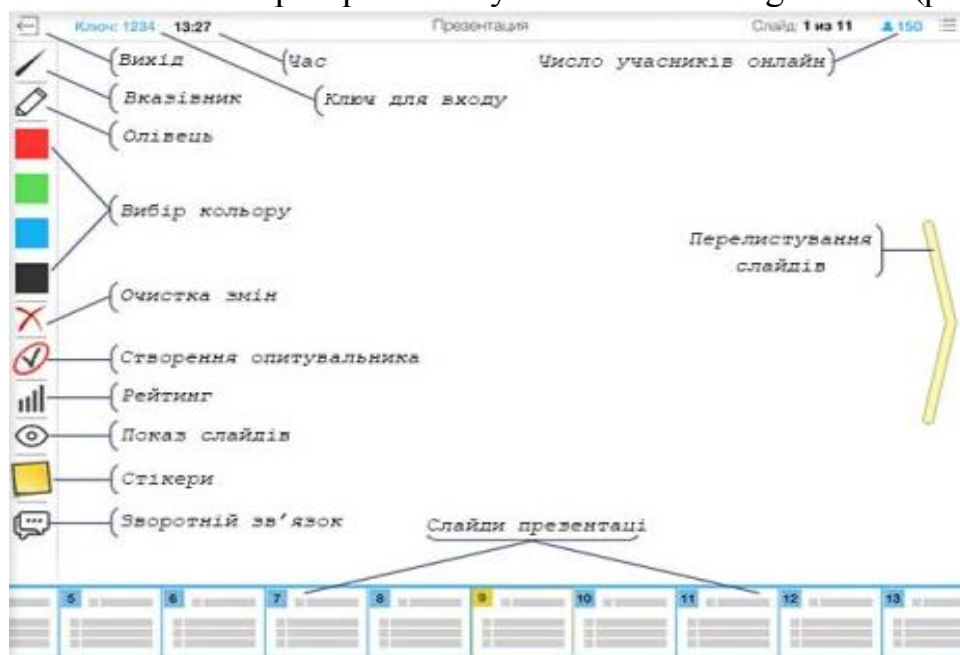 Ключ: 1234 13:27 Презентация Слайд: 1 из 11 150
Вихід
Час
Число учасників онлайн
Вказівник
Ключ для входу
Олівець
Вибір кольору
Перелистування
слайдів
Очистка змін
Створення опитувальника
Рейтинг
Показ слайдів
Стікери
Зворотній зв'язок
Слайди презентаці
5 6 7 8 9 10 11 12 13